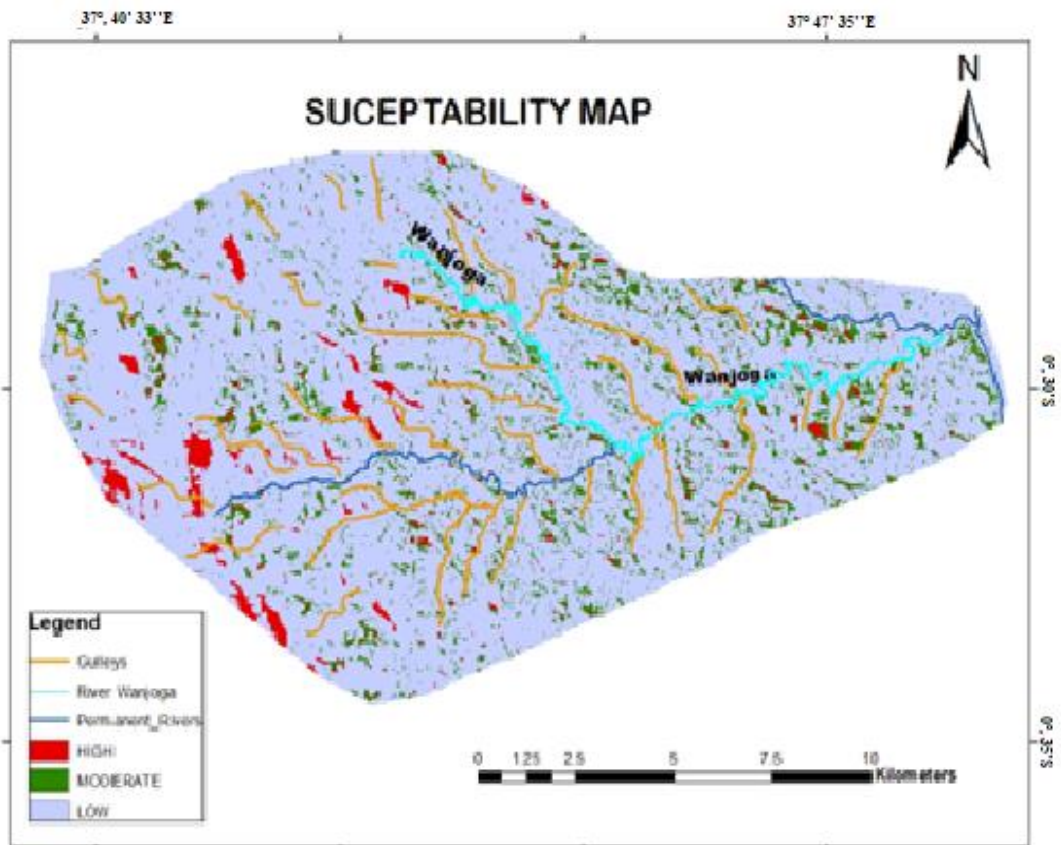 37°, 40' 33''E
37° 47' 35''E
N
SUCEPTABILITY MAP
Wanjoga
Wanjoga
0°, 30'S
0°, 35'S
Legend
Gulleys
River Wanjoga
Permanent_Rivers
HIGH
MODERATE
LOW
0 1.25 2.5 5 7.5 10
Kilometers